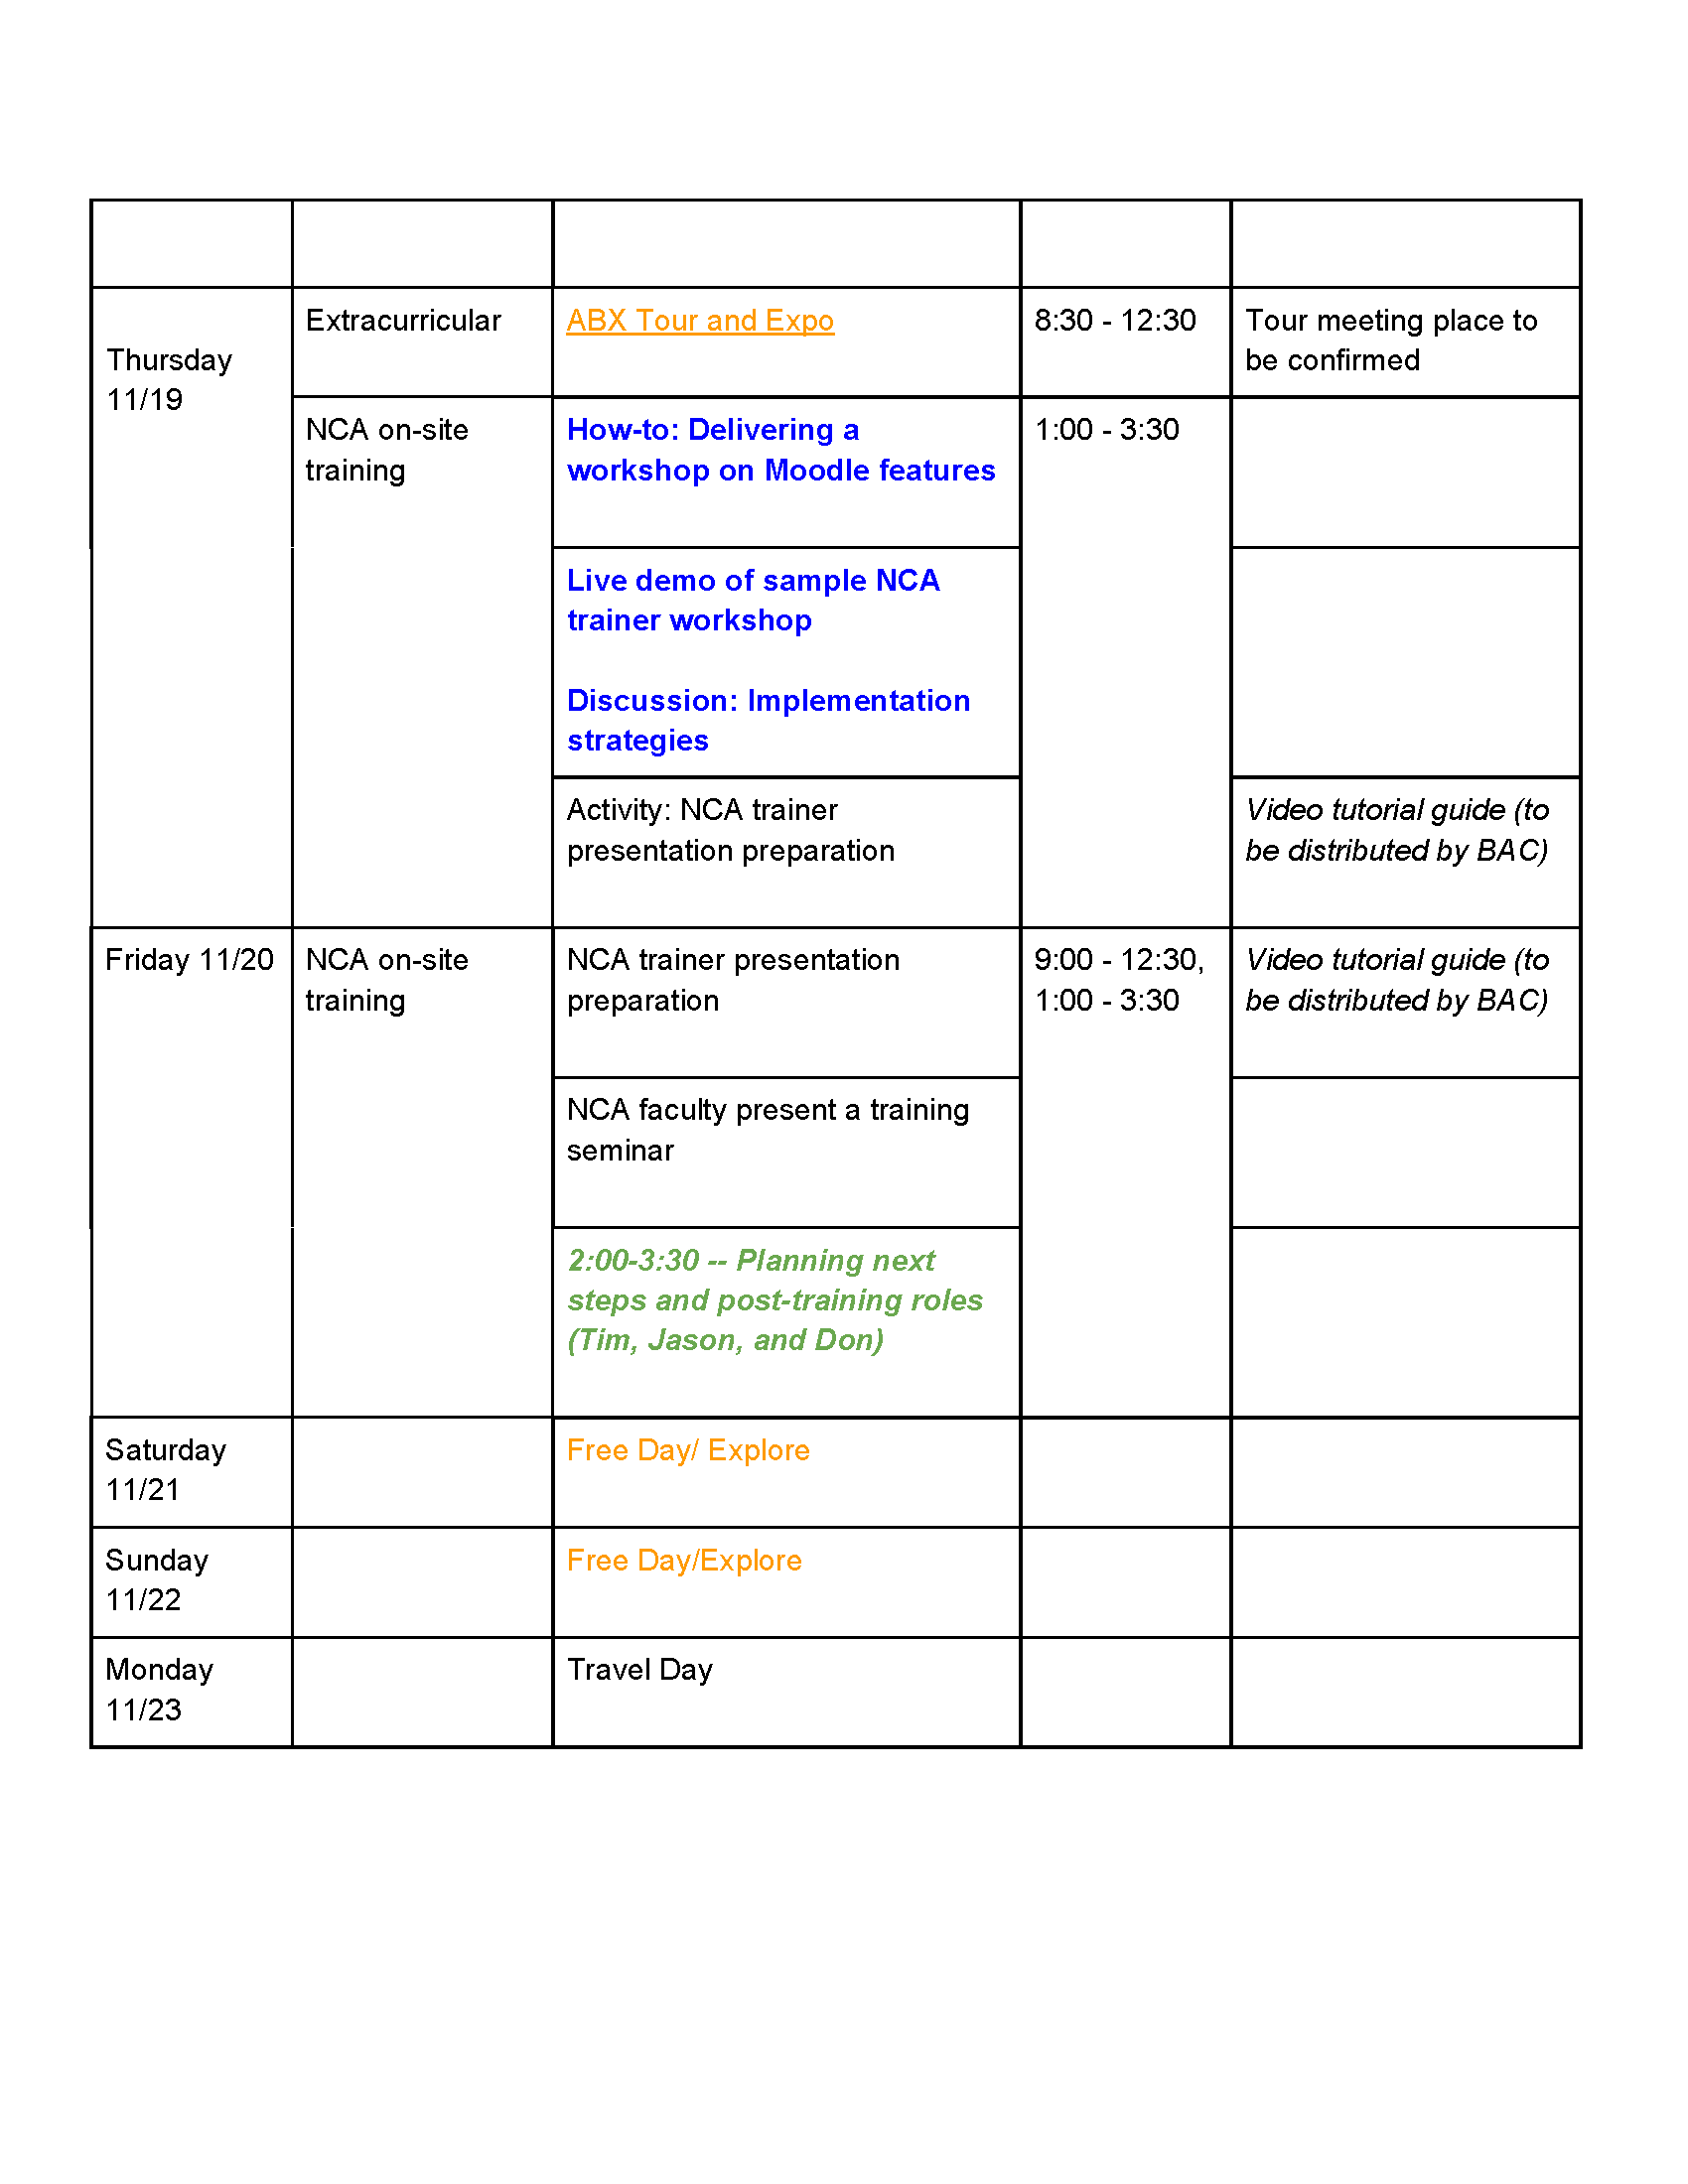 Thursday
11/19
Extracurricular
ABX Tour and Expo
8:30 - 12:30
Tour meeting place to
be confirmed
NCA on-site
training
How-to: Delivering a
workshop on Moodle features
1:00 - 3:30
Live demo of sample NCA
trainer workshop
Discussion: Implementation
strategies
Activity: NCA trainer
presentation preparation
Video tutorial guide (to
be distributed by BAC)
Friday 11/20
NCA on-site
training
NCA trainer presentation
preparation
9:00 - 12:30,
1:00 - 3:30
Video tutorial guide (to
be distributed by BAC)
NCA faculty present a training
seminar
2:00-3:30 -- Planning next
steps and post-training roles
(Tim, Jason, and Don)
Saturday
11/21
Free Day/ Explore
Sunday
11/22
Free Day/Explore
Monday
11/23
Travel Day